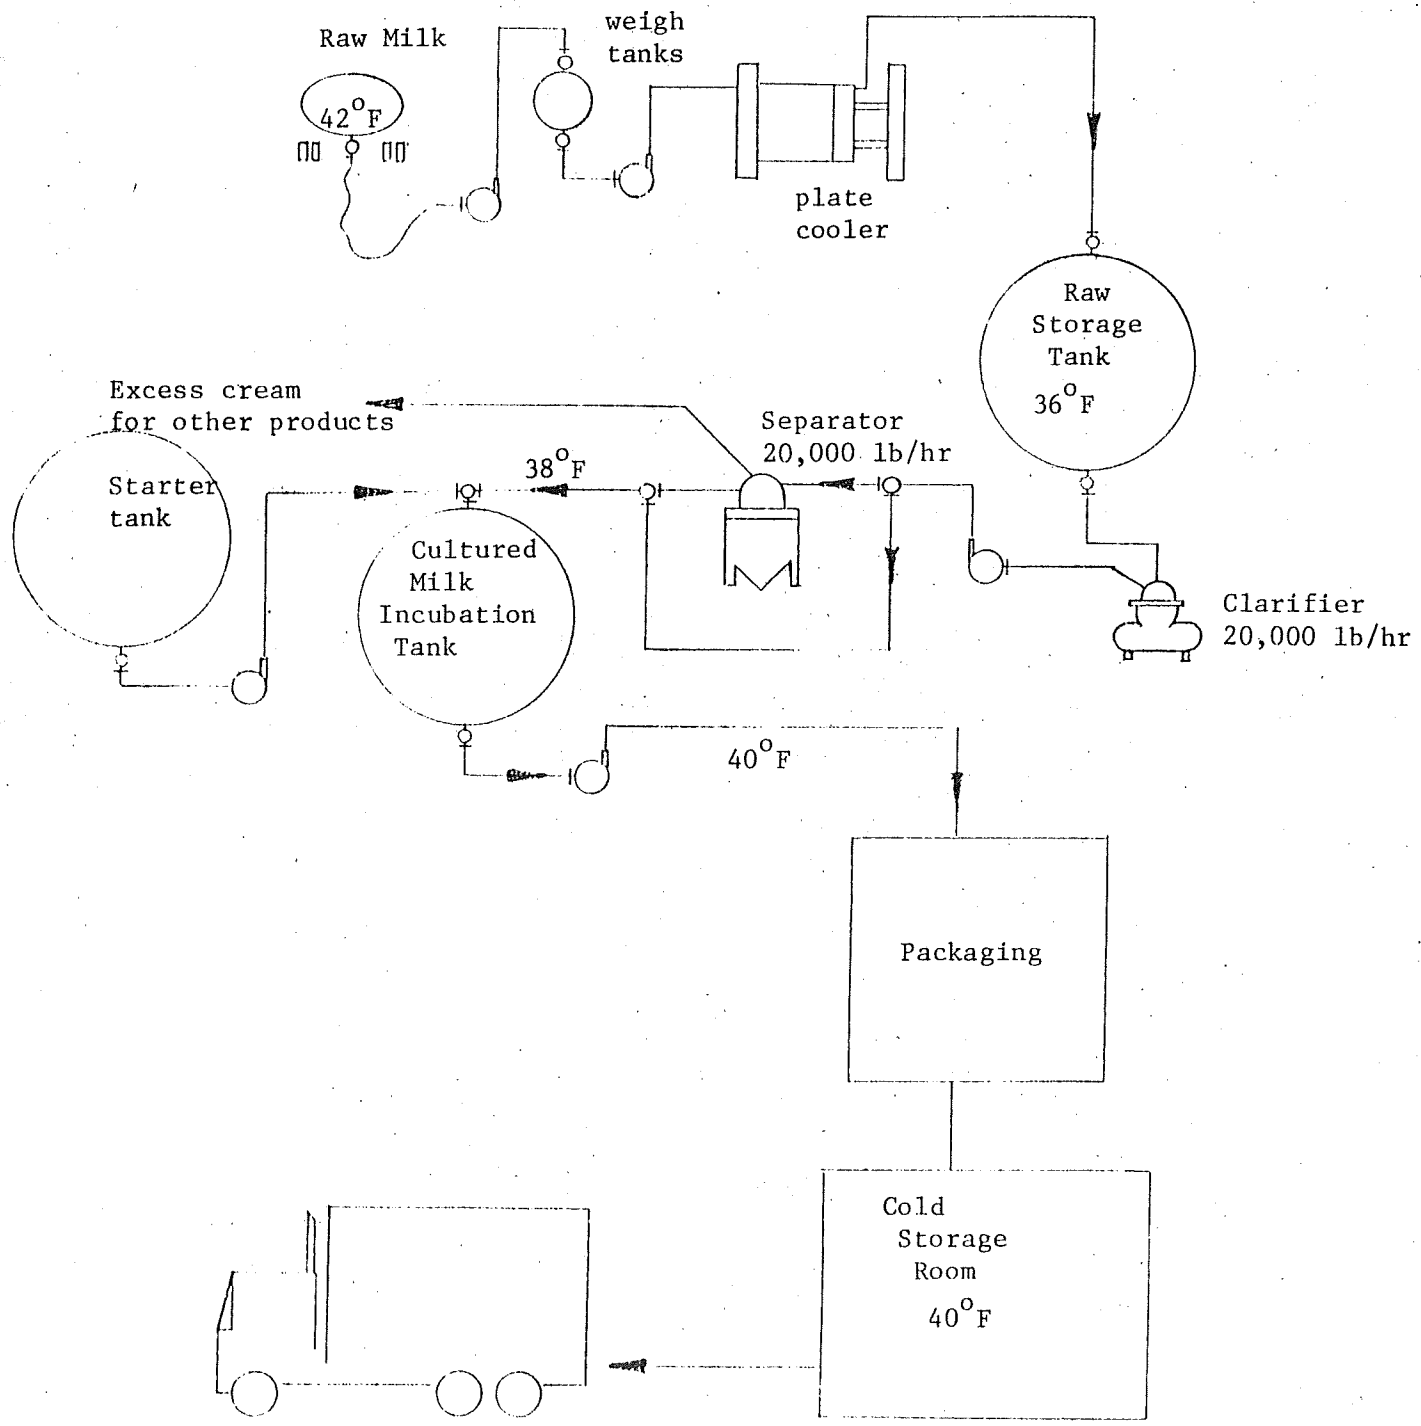 Raw Milk
42°F
weigh
tanks
plate
cooler
Raw
Storage
Tank
36°F
Excess cream
for other products
Separator
20,000 lb/hr
38°F
Starter
tank
Cultured
Milk
Incubation
Tank
Clarifier
20,000 lb/hr
40°F
Packaging
Cold
Storage
Room
40°F